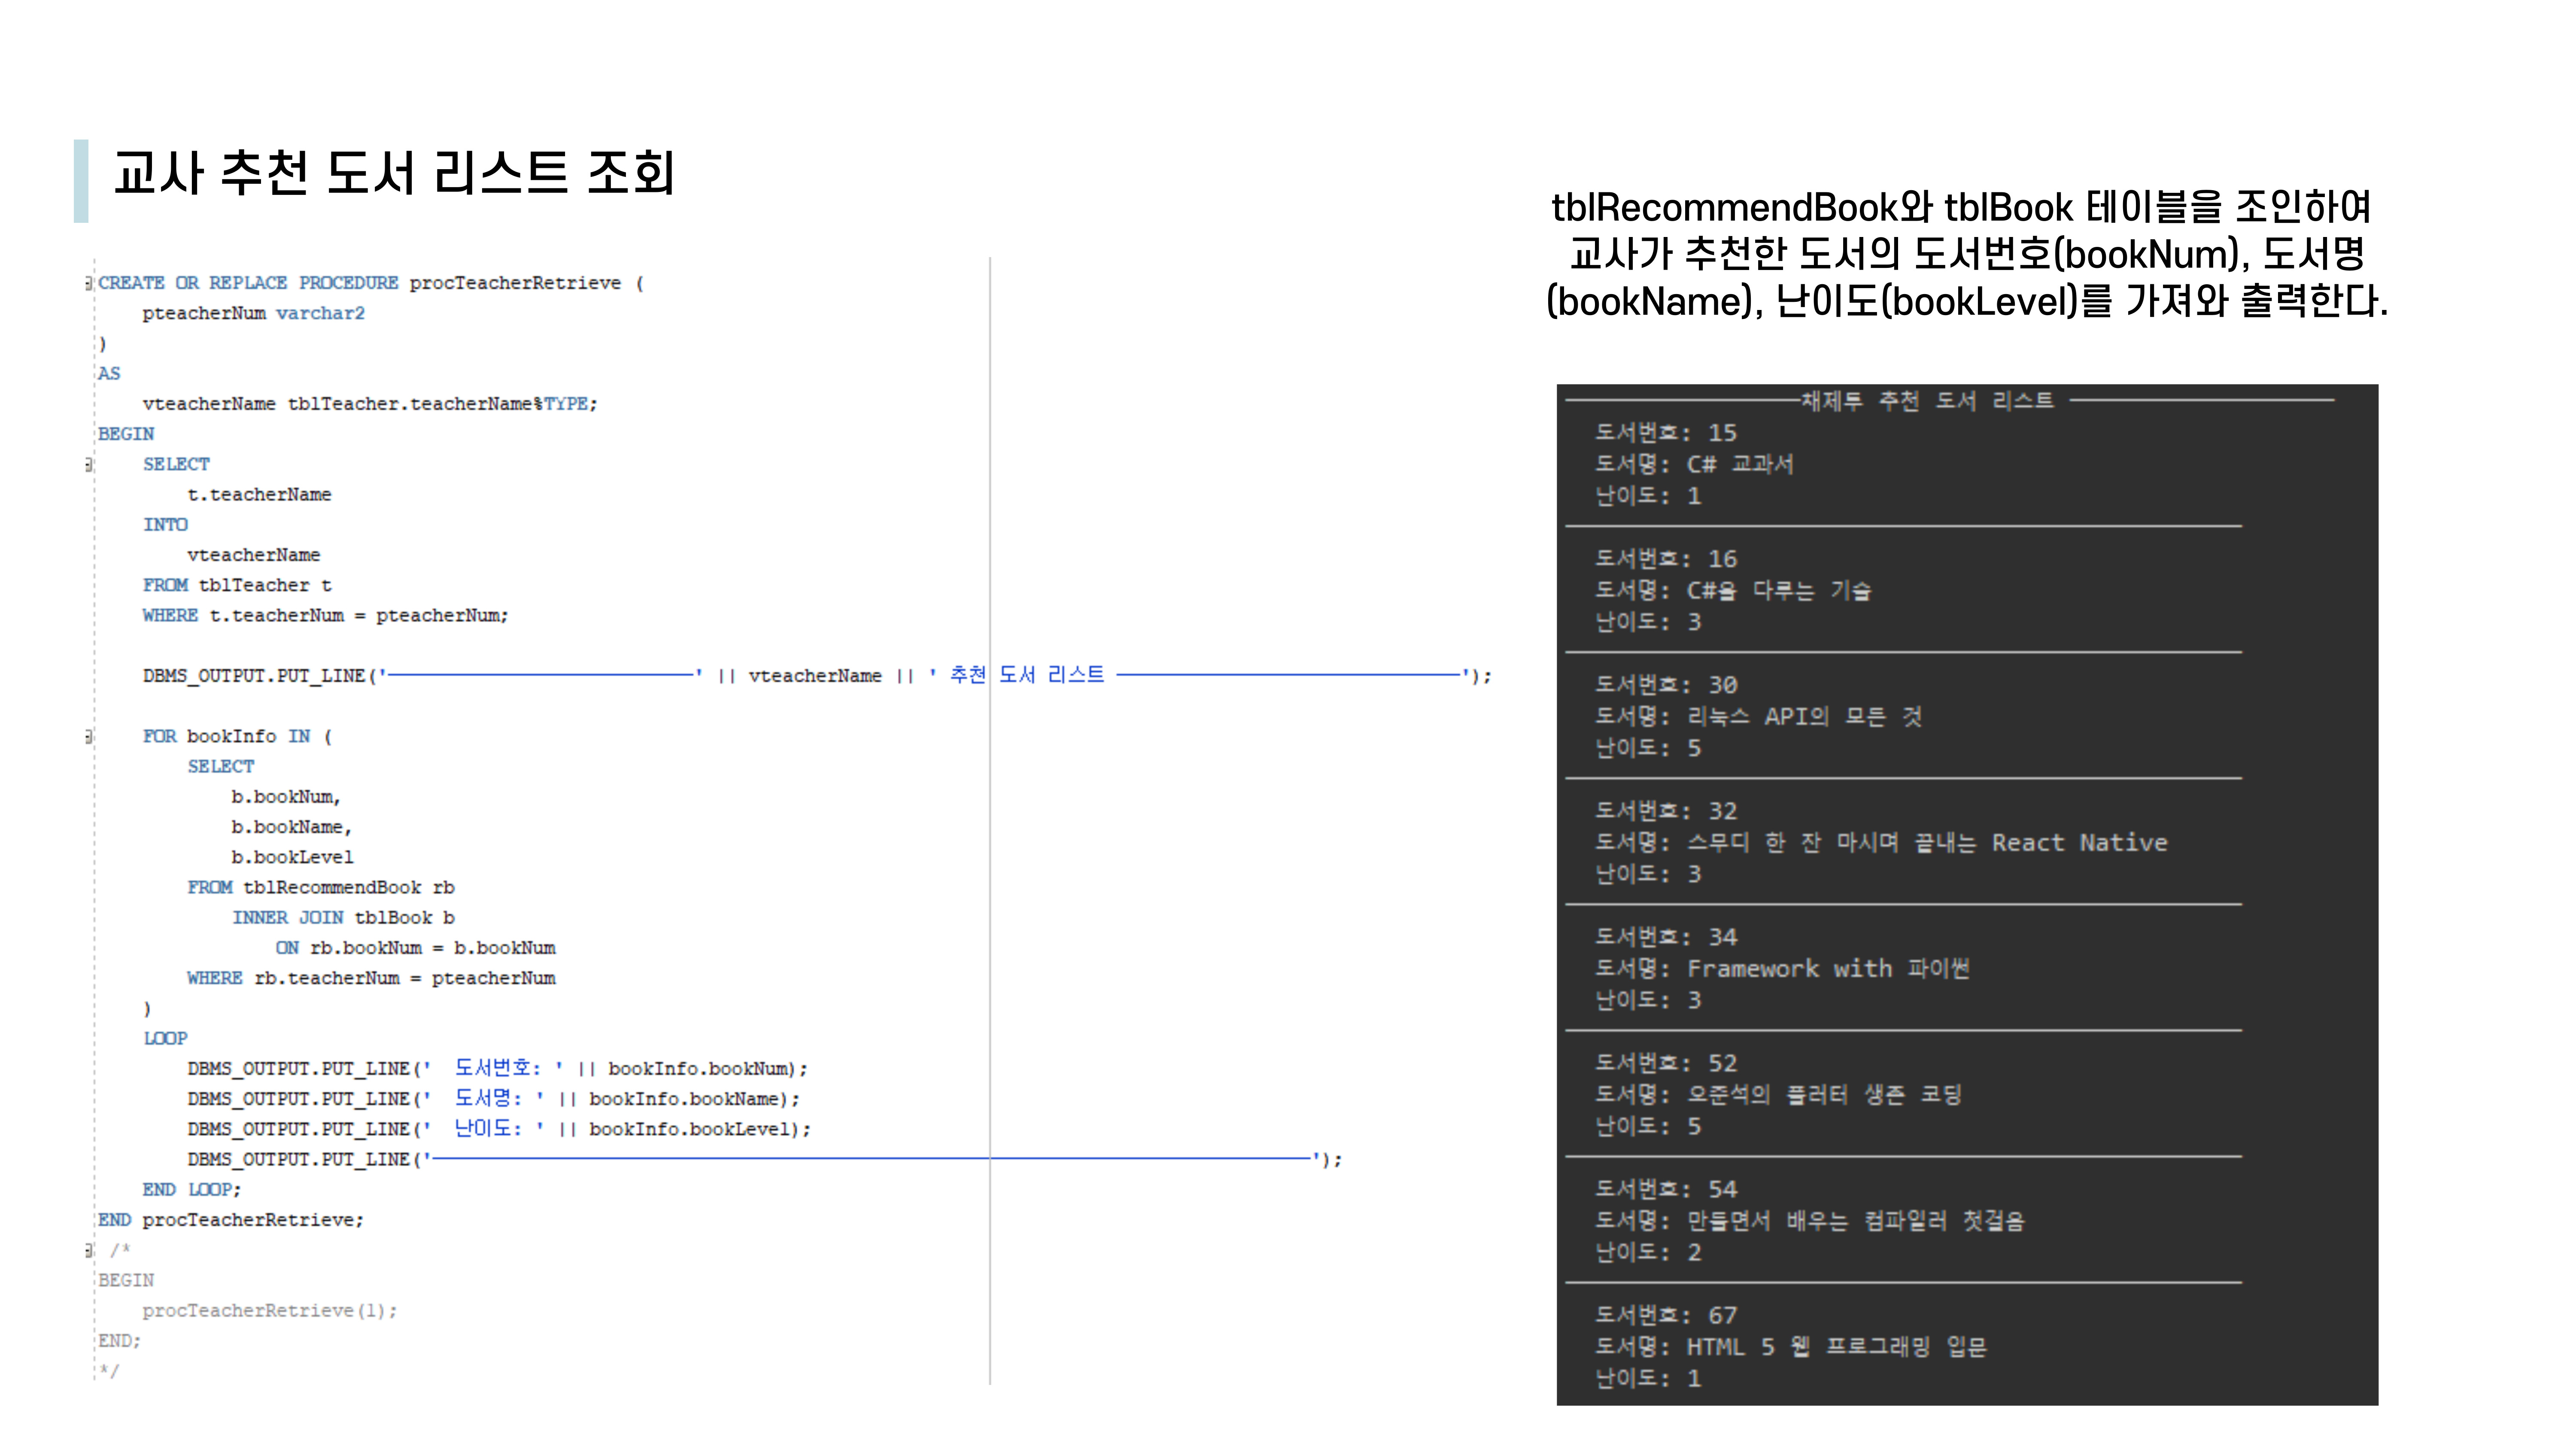 교사 추천 도서 리스트 조회
CREATE OR REPLACE PROCEDURE procTeacherRetrieve (
pteacherNum varchar2
)
AS
vteacherName tblTeacher.teacherName%TYPE;
BEGIN
SELECT
t.teacherName
INTO
vteacherName
FROM tblTeacher t
WHERE t.teacherNum = pteacherNum;
DBMS_OUTPUT.PUT_LINE('─────────────────────' || vteacherName || ' 추천 도서 리스트 ───────────────────────');
FOR bookInfo IN (
SELECT
b.bookNum,
b.bookName,
b.bookLevel
FROM tblRecommendBook rb
INNER JOIN tblBook b
ON rb.bookNum = b.bookNum
WHERE rb.teacherNum = pteacherNum
)
LOOP
DBMS_OUTPUT.PUT_LINE('  도서번호: ' || bookInfo.bookNum);
DBMS_OUTPUT.PUT_LINE('  도서명: ' || bookInfo.bookName);
DBMS_OUTPUT.PUT_LINE('  난이도: ' || bookInfo.bookLevel);
DBMS_OUTPUT.PUT_LINE('────────────────────────────────────────────────');
END LOOP;
END procTeacherRetrieve;
/*
BEGIN
procTeacherRetrieve(1);
END;
*/
tblRecommendBook와 tblBook 테이블을 조인하여
교사가 추천한 도서의 도서번호(bookNum), 도서명
(bookName), 난이도(bookLevel)를 가져와 출력한다.
─────────────────채제투 추천 도서 리스트 ───────────────────
도서번호: 15
도서명: C# 교과서
난이도: 1
도서번호: 16
도서명: C#을 다루는 기술
난이도: 3
도서번호: 30
도서명: 리눅스 API의 모든 것
난이도: 5
도서번호: 32
도서명: 스무디 한 잔 마시며 끝내는 React Native
난이도: 3
도서번호: 34
도서명: Framework with 파이썬
난이도: 3
도서번호: 52
도서명: 오준석의 플러터 생존 코딩
난이도: 5
도서번호: 54
도서명: 만들면서 배우는 컴파일러 첫걸음
난이도: 2
도서번호: 67
도서명: HTML 5 웹 프로그래밍 입문
난이도: 1